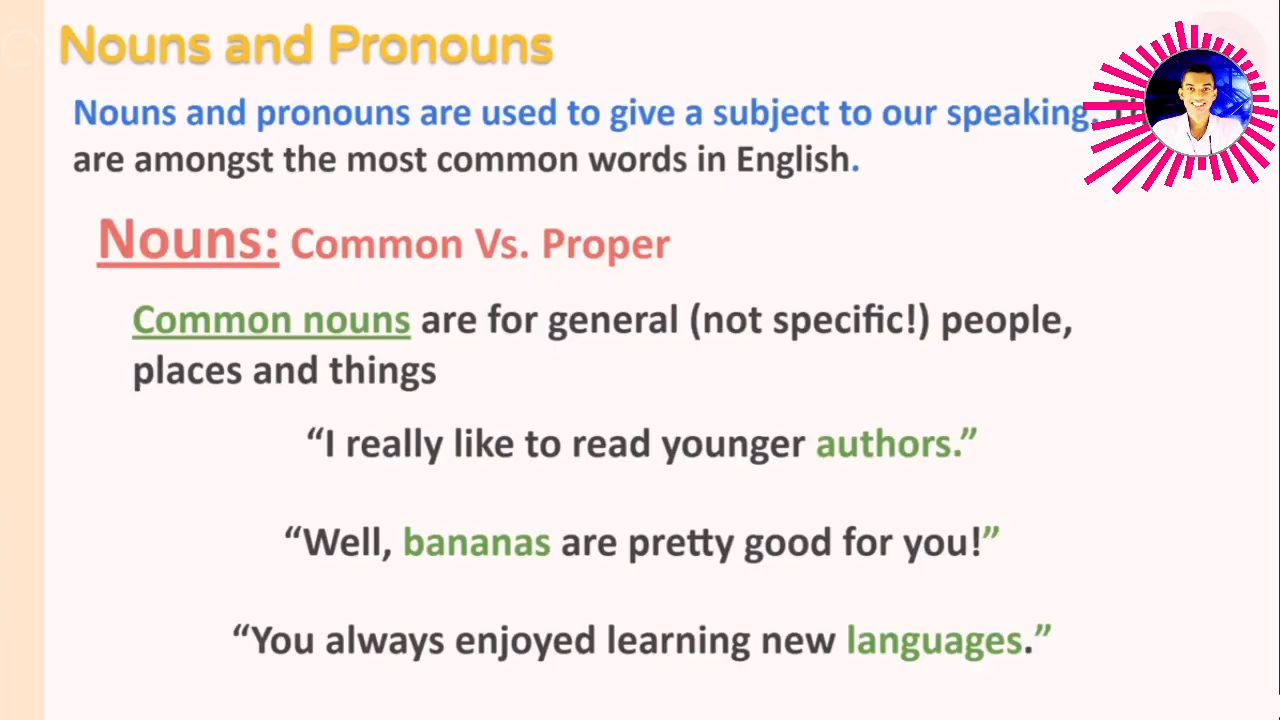 Nouns and Pronouns
Nouns and pronouns are used to give a subject to our speaking.
are amongst the most common words in English.
Nouns: Common Vs. Proper
Common nouns are for general (not specific!) people,
places and things
“I really like to read younger authors.”
“Well, bananas are pretty good for you!”
“You always enjoyed learning new languages.”